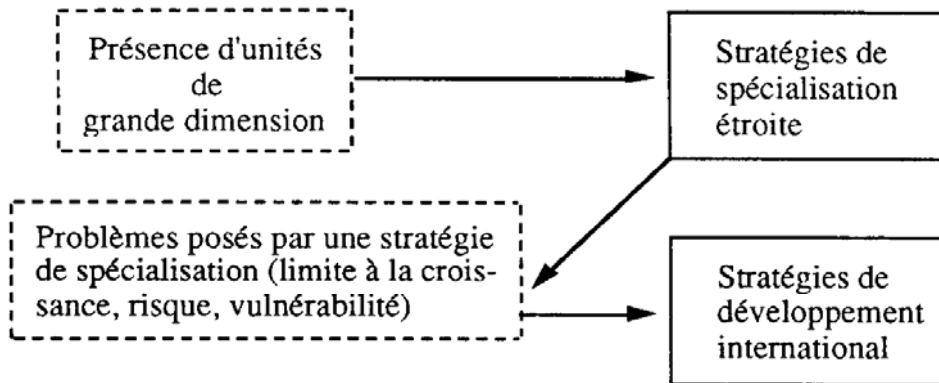 Présence d'unités
de
grande dimension
Stratégies de
spécialisation
étroite
Problèmes posés par une stratégie
de spécialisation (limite à la crois-
sance, risque, vulnérabilité)
Stratégies de
développement
international